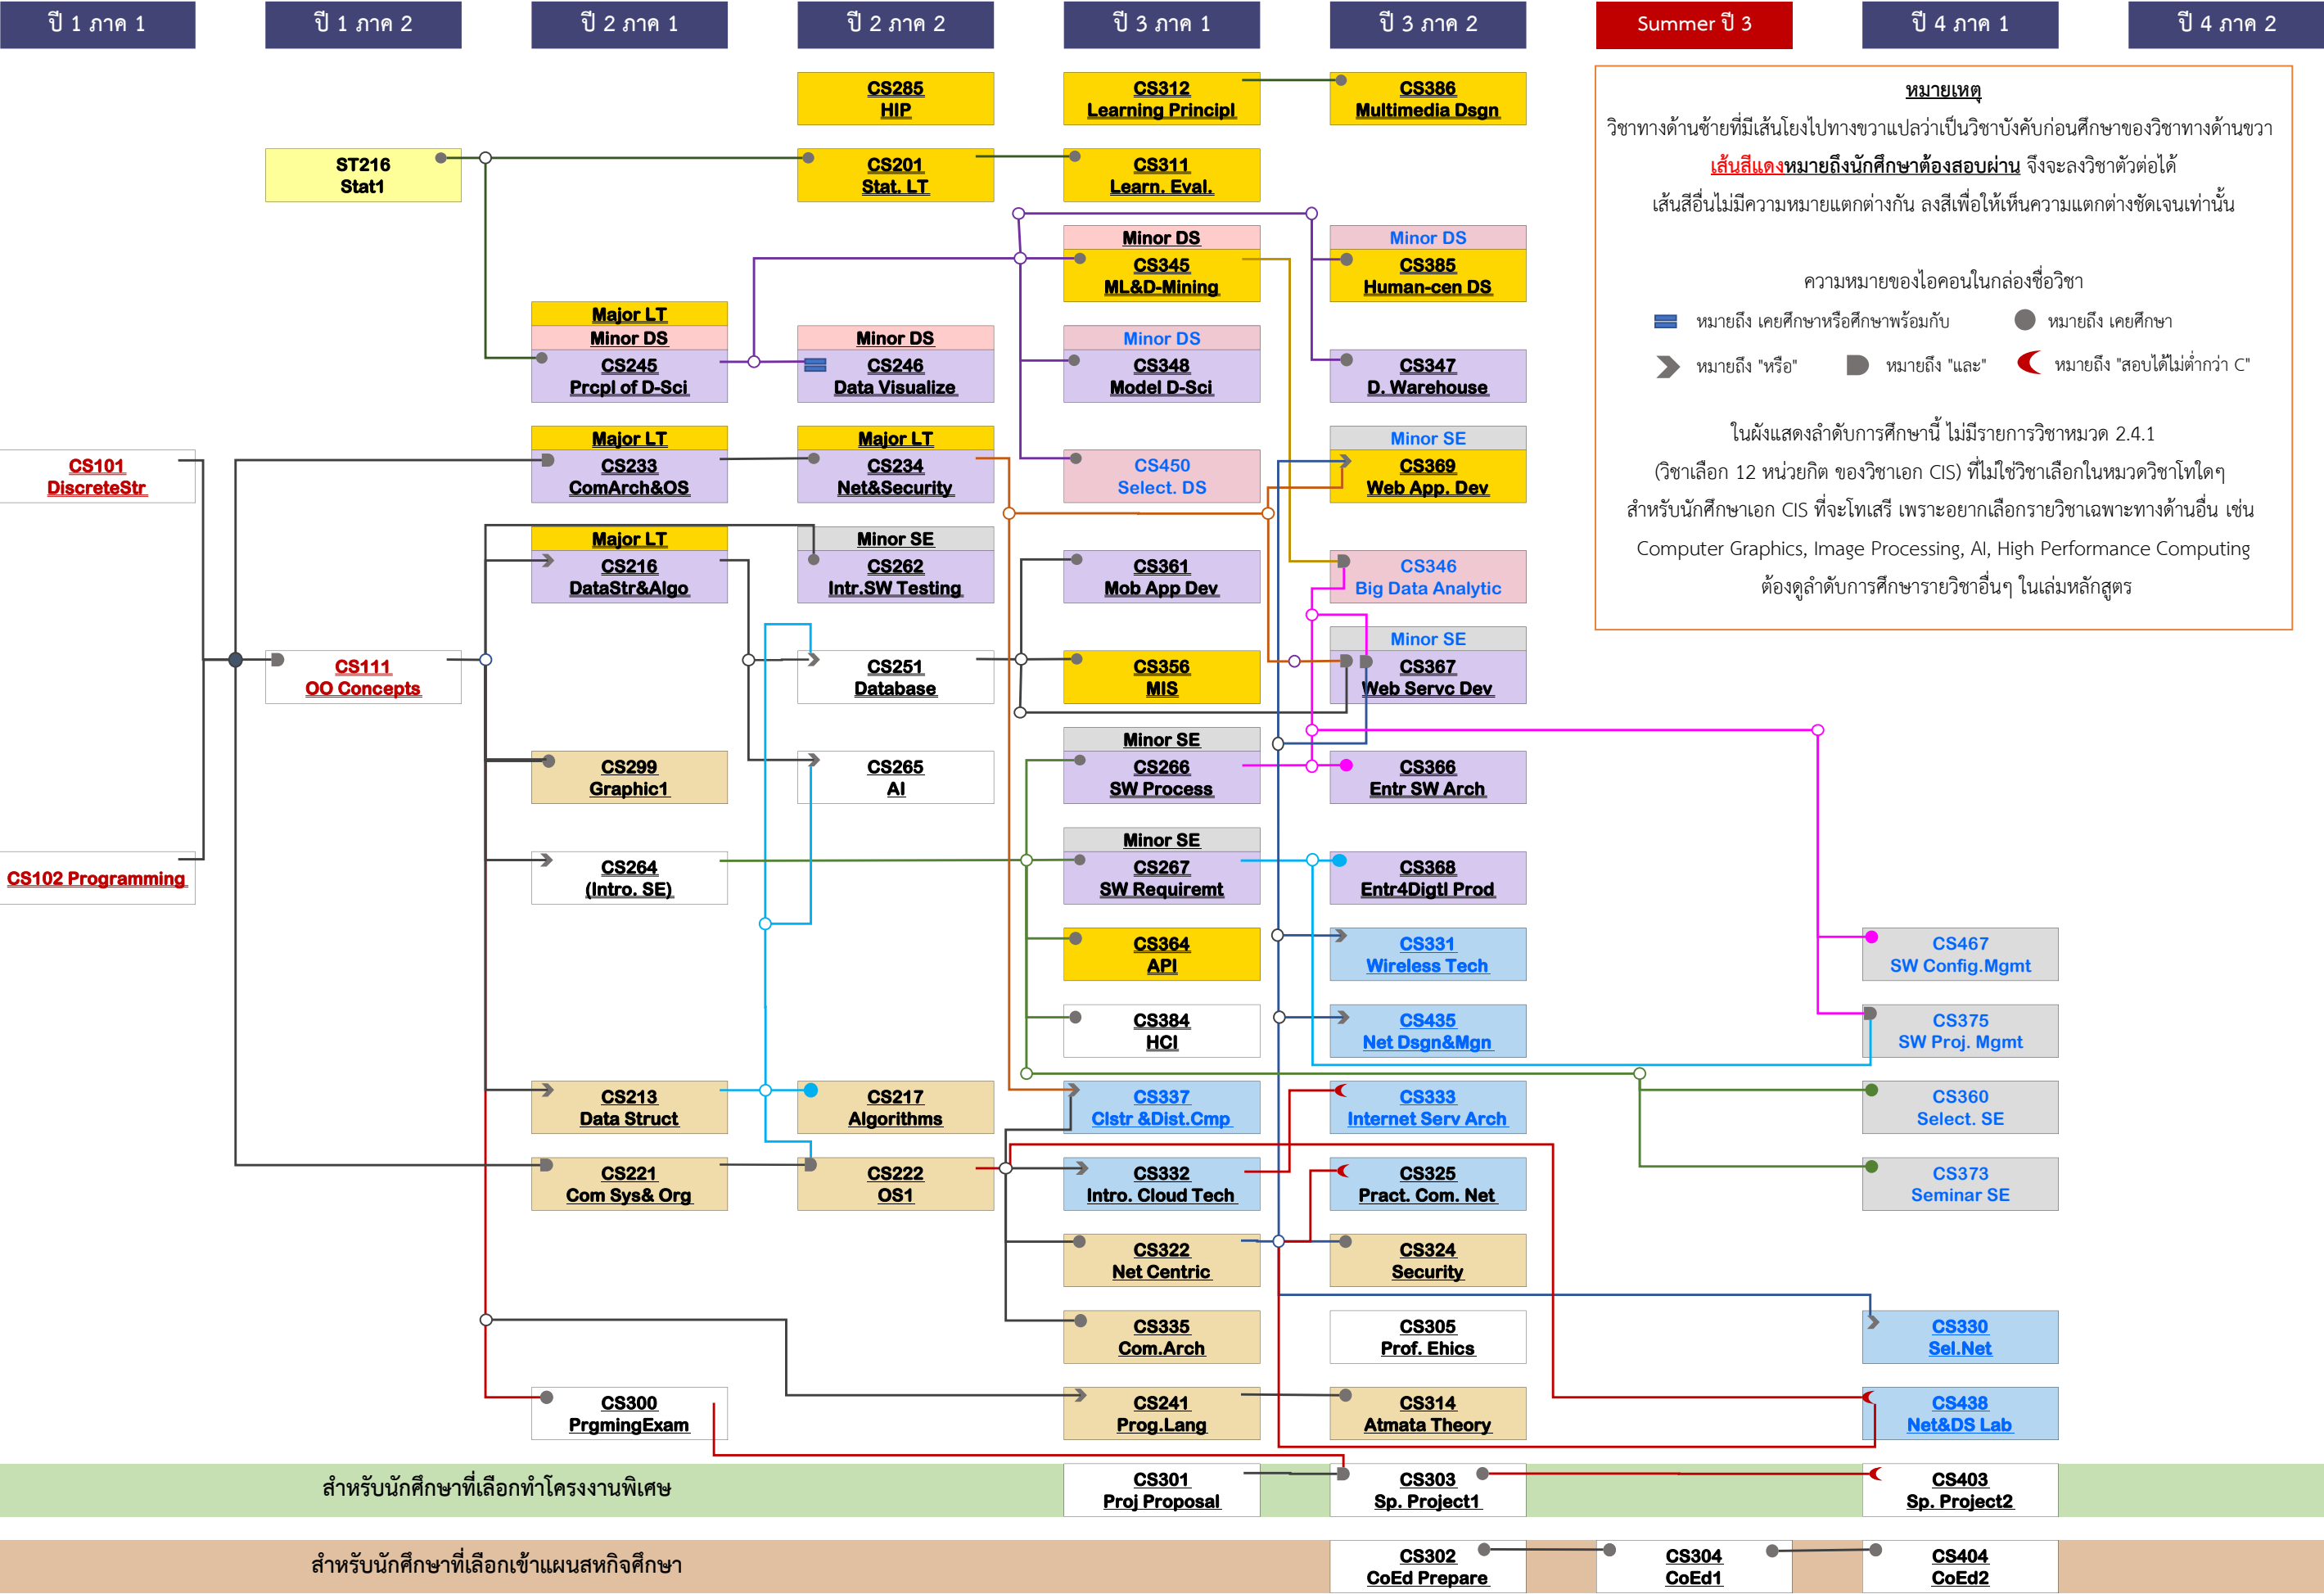 ปี 1 ภาค 1
ปี 1 ภาค 2
ปี 2 ภาค 1
ปี 2 ภาค 2
ปี 3 ภาค 1
ปี 3 ภาค 2
Summer ปี 3
ปี 4 ภาค 1
ปี 4 ภาค 2
CS285
HIP
CS312
Learning Principl
CS386
Multimedia Dsgn
ST216
Stat1
CS201
Stat. LT
CS311
Learn. Eval.
Minor DS
CS345
ML&D-Mining
Minor DS
CS385
Human-cen DS
Major LT
Minor DS
CS245
Prcpl of D-Sci
Minor DS
CS246
Data Visualize
Minor DS
CS348
Model D-Sci
CS347
D. Warehouse
CS101
DiscreteStr
Major LT
CS233
ComArch&OS
Major LT
CS234
Net&Security
CS450
Select. DS
Minor SE
CS369
Web App. Dev
Major LT
CS216
DataStr&Algo
Minor SE
CS262
Intr.SW Testing
CS361
Mob App Dev
CS346
Big Data Analytic
CS111
OO Concepts
CS251
Database
CS356
MIS
Minor SE
CS367
Web Servc Dev
CS299
Graphic1
CS265
AI
Minor SE
CS266
SW Process
CS366
Entr SW Arch
CS102 Programming
CS264
(Intro. SE)
Minor SE
CS267
SW Requiremt
CS368
Entr4Digtl Prod
CS364
API
CS331
Wireless Tech
CS467
SW Config.Mgmt
CS384
HCI
CS435
Net Dsgn&Mgn
CS375
SW Proj. Mgmt
CS213
Data Struct
CS217
Algorithms
CS337
Clstr &Dist.Cmp
CS333
Internet Serv Arch
CS360
Select. SE
CS221
Com Sys& Org
CS222
OS1
CS332
Intro. Cloud Tech
CS325
Pract. Com. Net
CS373
Seminar SE
CS322
Net Centric
CS324
Security
CS335
Com.Arch
CS305
Prof. Ehics
CS330
Sel.Net
CS300
PrgmingExam
CS241
Prog.Lang
CS314
Atmata Theory
CS438
Net&DS Lab
สำหรับนักศึกษาที่เลือกทำโครงงานพิเศษ
CS301
Proj Proposal
CS303
Sp. Project1
CS403
Sp. Project2
สำหรับนักศึกษาที่เลือกเข้าแผนสหกิจศึกษา
CS302
CoEd Prepare
CS304
CoEd1
CS404
CoEd2
หมายเหตุ
วิชาทางด้านซ้ายที่มีเส้นโยงไปทางขวาแปลว่าเป็นวิชาบังคับก่อนศึกษาของวิชาทางด้านขวา
เส้นสีแดงหมายถึงนักศึกษาต้องสอบผ่าน จึงจะลงวิชาตัวต่อได้
เส้นสีอื่นไม่มีความหมายแตกต่างกัน ลงสีเพื่อให้เห็นความแตกต่างชัดเจนเท่านั้น
ความหมายของไอคอนในกล่องชื่อวิชา
หมายถึง เคยศึกษาหรือศึกษาพร้อมกับ
หมายถึง เคยศึกษา
หมายถึง "หรือ"
หมายถึง "และ"
หมายถึง "สอบได้ไม่ต่ำกว่า C"
ในผังแสดงลำดับการศึกษานี้ ไม่มีรายการวิชาหมวด 2.4.1
(วิชาเลือก 12 หน่วยกิต ของวิชาเอก CIS) ที่ไม่ใช่วิชาเลือกในหมวดวิชาโทใดๆ
สำหรับนักศึกษาเอก CIS ที่จะโทเสรี เพราะอยากเลือกรายวิชาเฉพาะทางด้านอื่น เช่น
Computer Graphics, Image Processing, AI, High Performance Computing
ต้องดูลำดับการศึกษารายวิชาอื่นๆ ในเล่มหลักสูตร